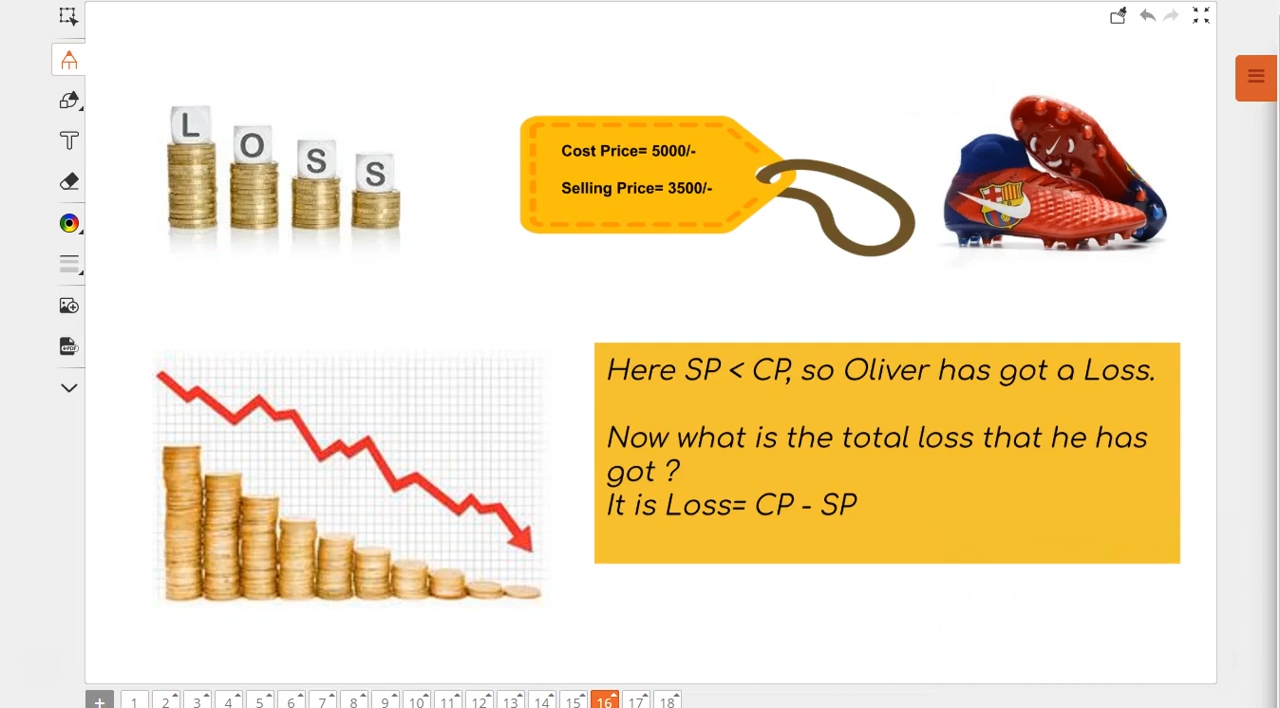 L
O
S
S
Cost Price= 5000/-
Selling Price= 3500/-
Here SP < CP, so Oliver has got a Loss.
Now what is the total loss that he has
got ?
It is Loss= CP - SP
T
PDF
+ 1 2 3 4 5 6 7 8 9 10 11 12 13 14 15 16 17 18